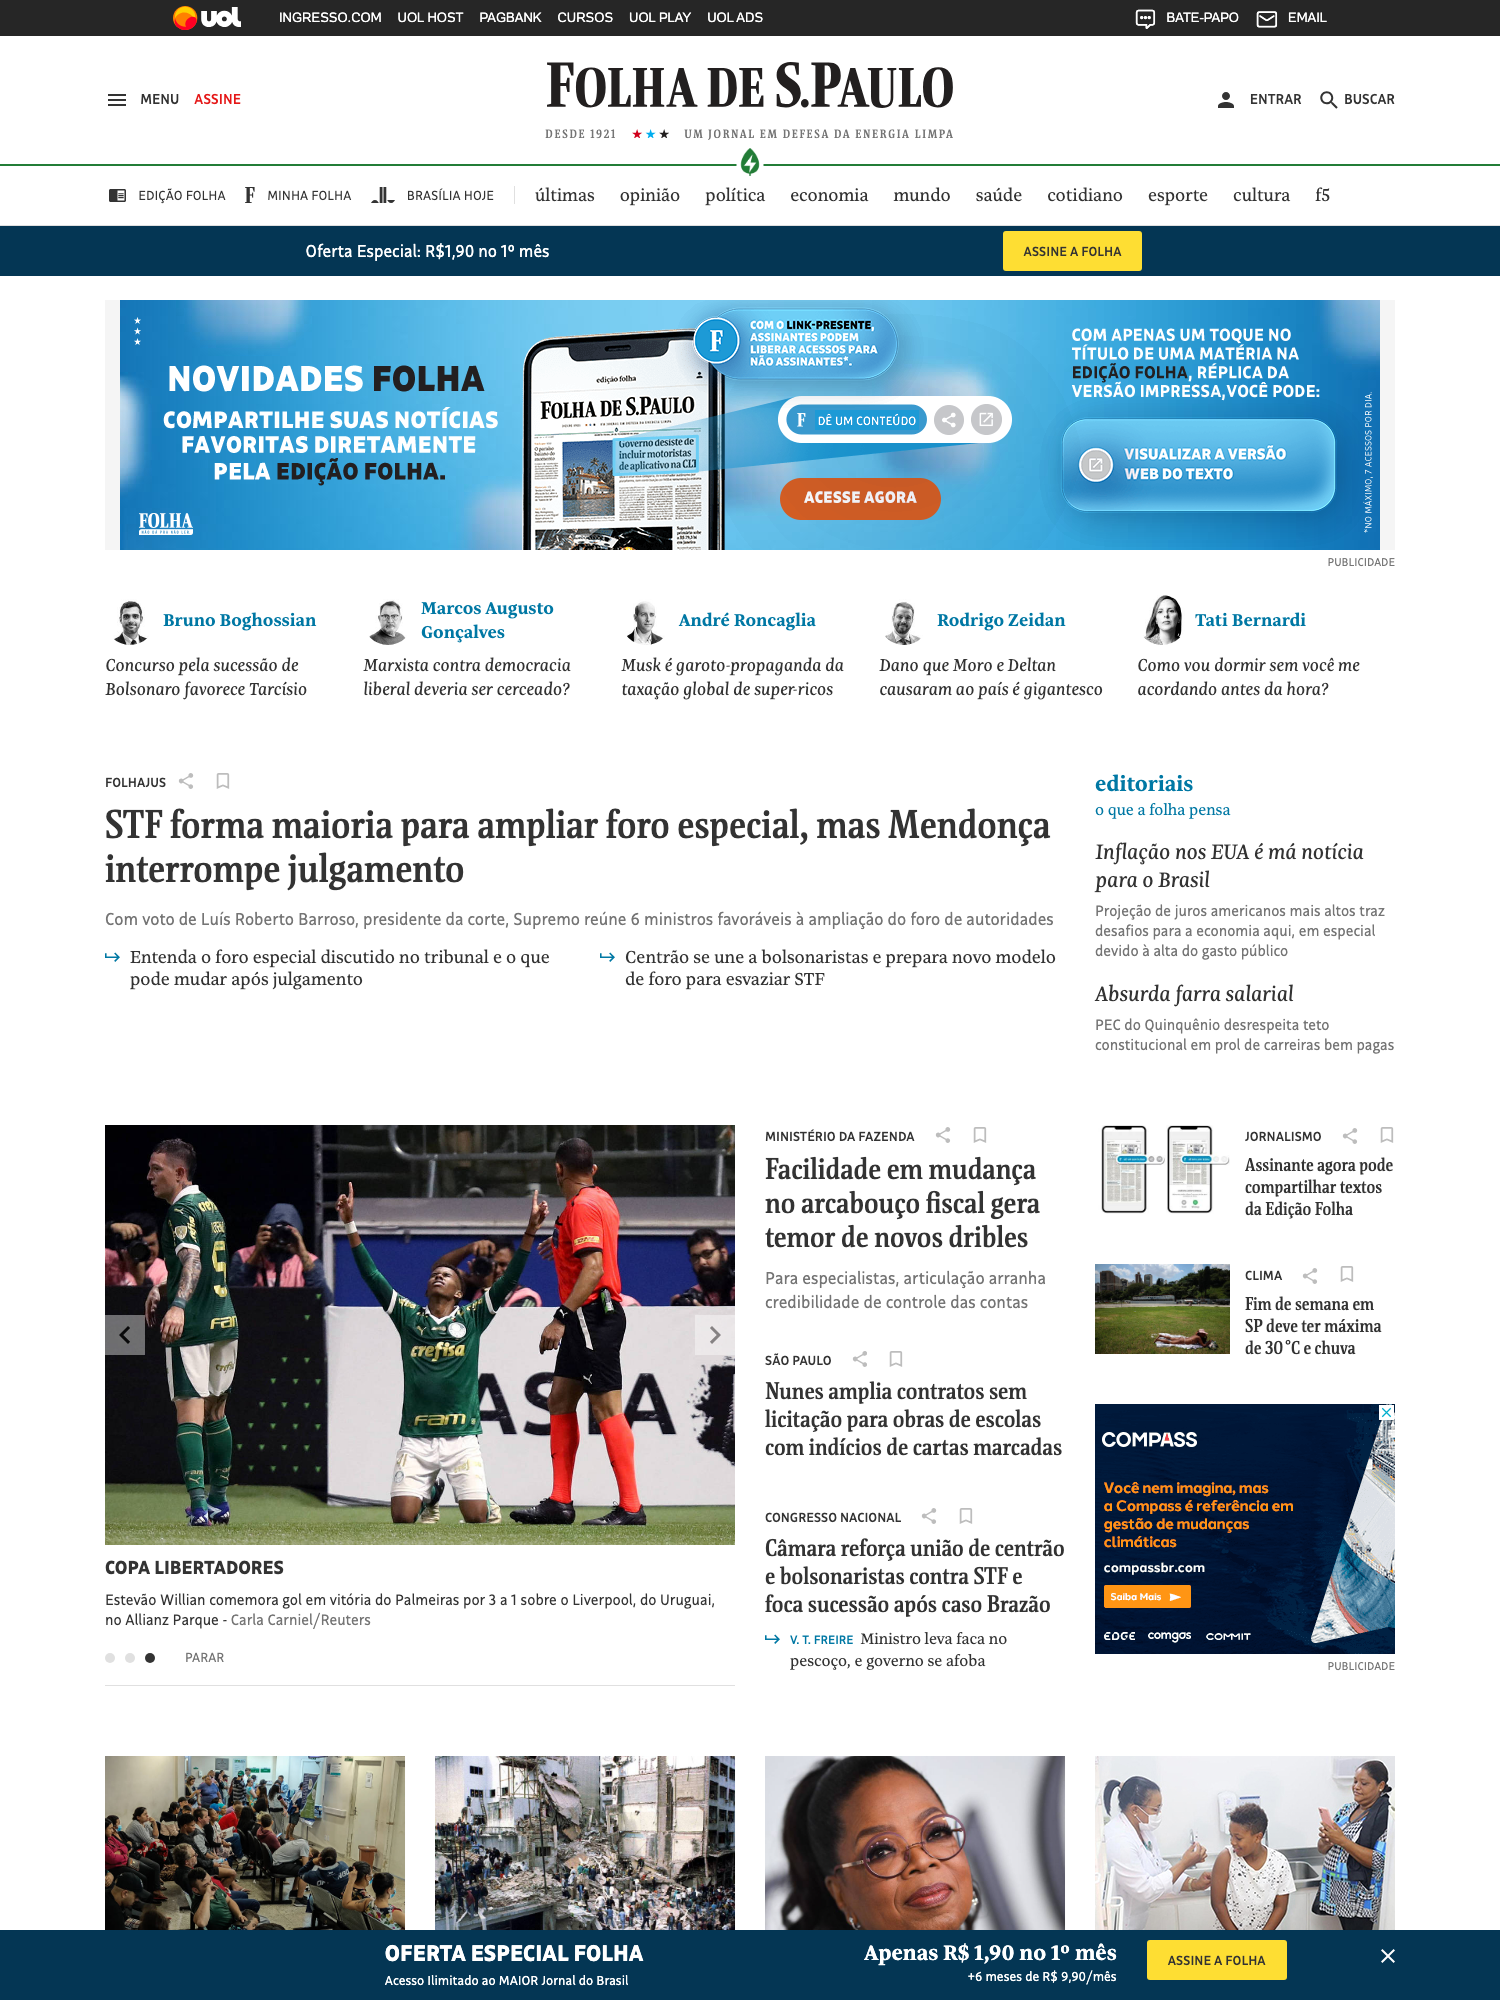 uol INGRESSO.COM UOL HOST PAGBANK CURSOS UOL PLAY UOL ADS BATE-PAPO EMAIL
MENU ASSINE
FOLHA DE S.PAULO
ENTRAR BUSCAR
DESDE 1921 ★★★ UM JORNAL EM DEFESA DA ENERGIA LIMPA
EDIÇÃO FOLHA F MINHA FOLHA BRASÍLIA HOJE últimas opinião política economia mundo saúde cotidiano esporte cultura f5
Oferta Especial: R$1,90 no 1º mês ASSINE A FOLHA
NOVIDADES FOLHA
COMPARTILHE SUAS NOTÍCIAS
FAVORITAS DIRETAMENTE
PELA EDIÇÃO FOLHA.
FOLHA
edição folha
FOLHA DE S.PAULO
Governo desiste de
incluir motoristas
de aplicativo na CLT
F
COM O LINK-PRESENTE,
ASSINANTES PODEM
LIBERAR ACESSOS PARA
NÃO ASSINANTES*.
F DÊ UM CONTEÚDO
ACESSE AGORA
COM APENAS UM TOQUE NO
TÍTULO DE UMA MATÉRIA NA
EDIÇÃO FOLHA, RÉPLICA DA
VERSÃO IMPRESSA,VOCÊ PODE:
VISUALIZAR A VERSÃO
WEB DO TEXTO
*NO MÁXIMO, 7 ACESSOS POR DIA.
PUBLICIDADE
Bruno Boghossian
Concurso pela sucessão de
Bolsonaro favorece Tarcísio
Marcos Augusto
Gonçalves
Marxista contra democracia
liberal deveria ser cerceado?
André Roncaglia
Musk é garoto-propaganda da
taxação global de super-ricos
Rodrigo Zeidan
Dano que Moro e Deltan
causaram ao país é gigantesco
Tati Bernardi
Como vou dormir sem você me
acordando antes da hora?
FOLHAJUS
STF forma maioria para ampliar foro especial, mas Mendonça
interrompe julgamento
Com voto de Luís Roberto Barroso, presidente da corte, Supremo reúne 6 ministros favoráveis à ampliação do foro de autoridades
Entenda o foro especial discutido no tribunal e o que
pode mudar após julgamento
Centrão se une a bolsonaristas e prepara novo modelo
de foro para esvaziar STF
editoriais
o que a folha pensa
Inflação nos EUA é má notícia
para o Brasil
Projeção de juros americanos mais altos traz
desafios para a economia aqui, em especial
devido à alta do gasto público
Absurda farra salarial
PEC do Quinquênio desrespeita teto
constitucional em prol de carreiras bem pagas
5
fam
crefisa
fam
COPA LIBERTADORES
Estevão Willian comemora gol em vitória do Palmeiras por 3 a 1 sobre o Liverpool, do Uruguai,
no Allianz Parque - Carla Carniel/Reuters
PARAR
MINISTÉRIO DA FAZENDA
Facilidade em mudança
no arcabouço fiscal gera
temor de novos dribles
Para especialistas, articulação arranha
credibilidade de controle das contas
SÃO PAULO
Nunes amplia contratos sem
licitação para obras de escolas
com indícios de cartas marcadas
CONGRESSO NACIONAL
Câmara reforça união de centrão
e bolsonaristas contra STF e
foca sucessão após caso Brazão
V. T. FREIRE Ministro leva faca no
pescoço, e governo se afoba
JORNALISMO
Assinante agora pode
compartilhar textos
da Edição Folha
CLIMA
Fim de semana em
SP deve ter máxima
de 30°C e chuva
COMPASS
Você nem imagina, mas
a Compass é referência em
gestão de mudanças
climáticas
compassbr.com
Saiba Mais
EDGE comgas COMMIT
PUBLICIDADE
OFERTA ESPECIAL FOLHA
Acesso Ilimitado ao MAIOR Jornal do Brasil
Apenas R$ 1,90 no 1º mês
+6 meses de R$ 9,90/mês
ASSINE A FOLHA